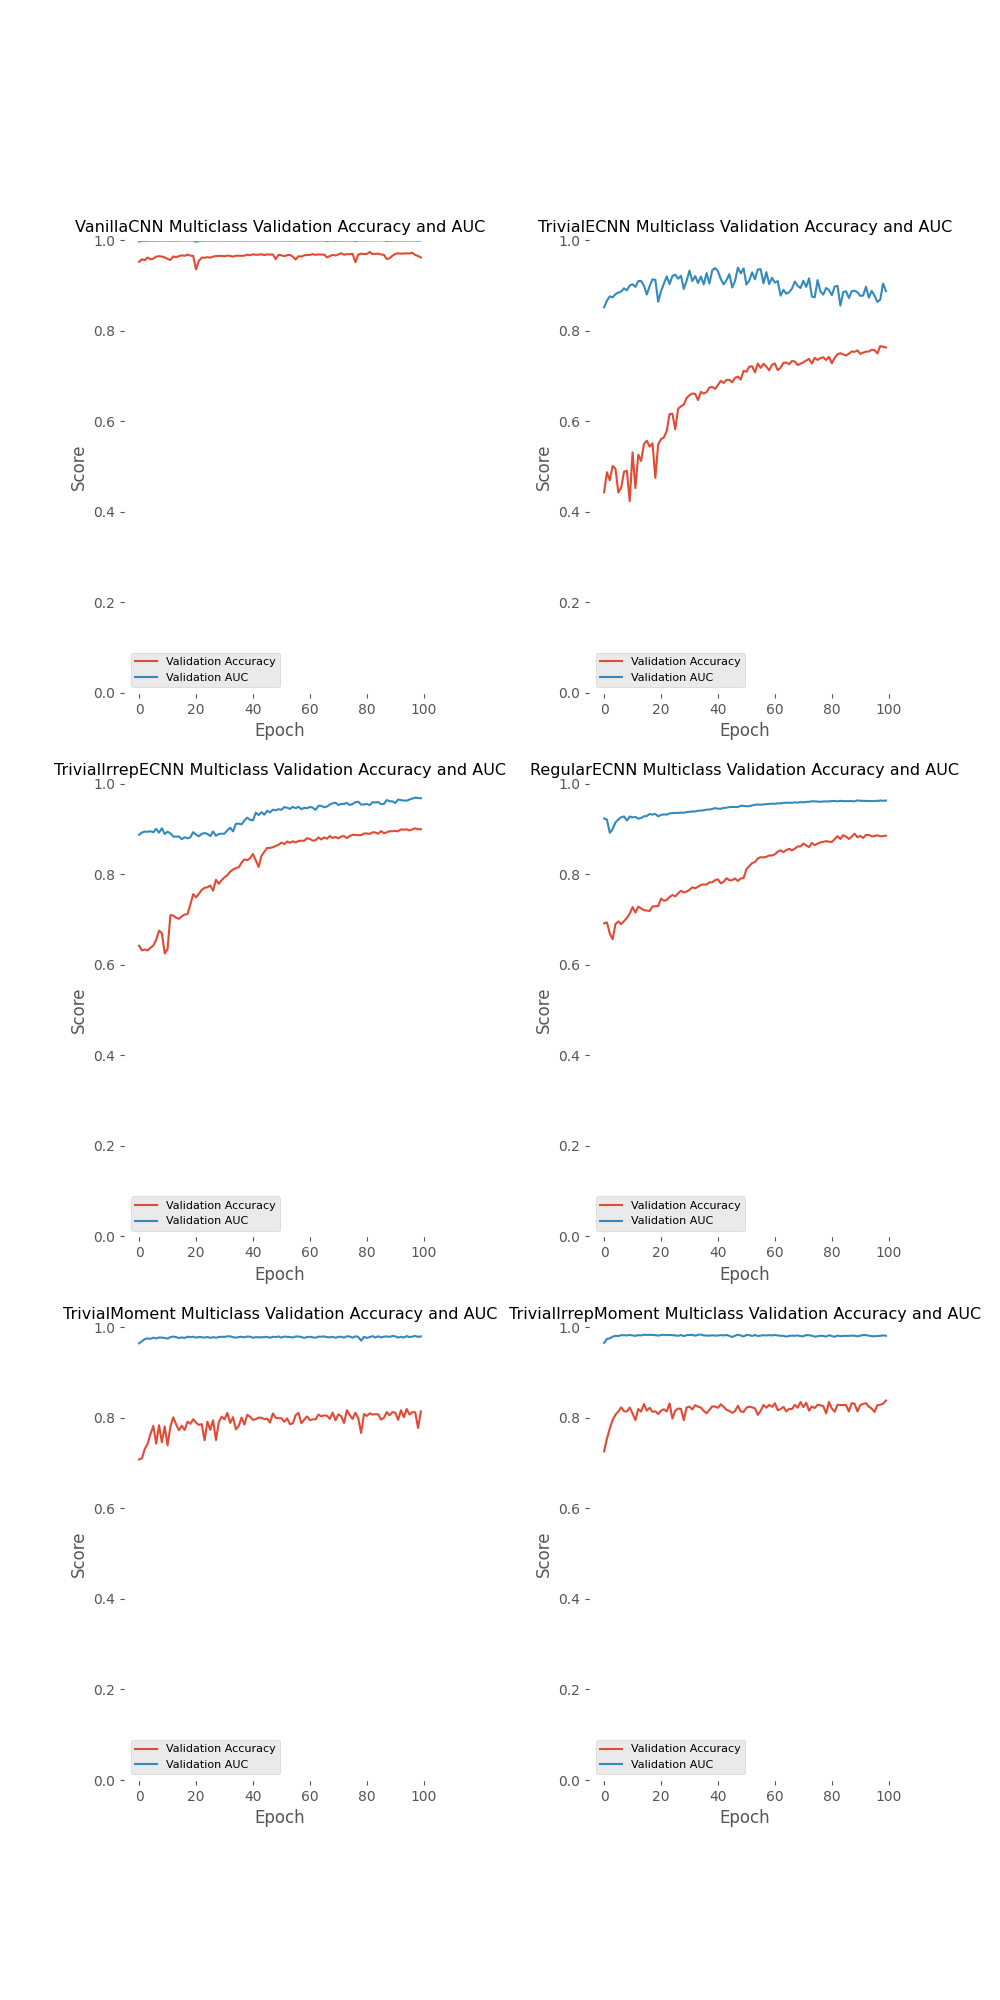 VanillaCNN Multiclass Validation Accuracy and AUC
1.0
0.8
0.6
0.4
0.2
0.0
Score
Validation Accuracy
Validation AUC
0 20 40 60 80 100
Epoch
TrivialECNN Multiclass Validation Accuracy and AUC
1.0
0.8
0.6
0.4
0.2
0.0
Score
Validation Accuracy
Validation AUC
0 20 40 60 80 100
Epoch
TrivialIrrepECNN Multiclass Validation Accuracy and AUC
1.0
0.8
0.6
0.4
0.2
0.0
Score
Validation Accuracy
Validation AUC
0 20 40 60 80 100
Epoch
RegularECNN Multiclass Validation Accuracy and AUC
1.0
0.8
0.6
0.4
0.2
0.0
Score
Validation Accuracy
Validation AUC
0 20 40 60 80 100
Epoch
TrivialMoment Multiclass Validation Accuracy and AUC
1.0
0.8
0.6
0.4
0.2
0.0
Score
Validation Accuracy
Validation AUC
0 20 40 60 80 100
Epoch
TrivialIrrepMoment Multiclass Validation Accuracy and AUC
1.0
0.8
0.6
0.4
0.2
0.0
Score
Validation Accuracy
Validation AUC
0 20 40 60 80 100
Epoch